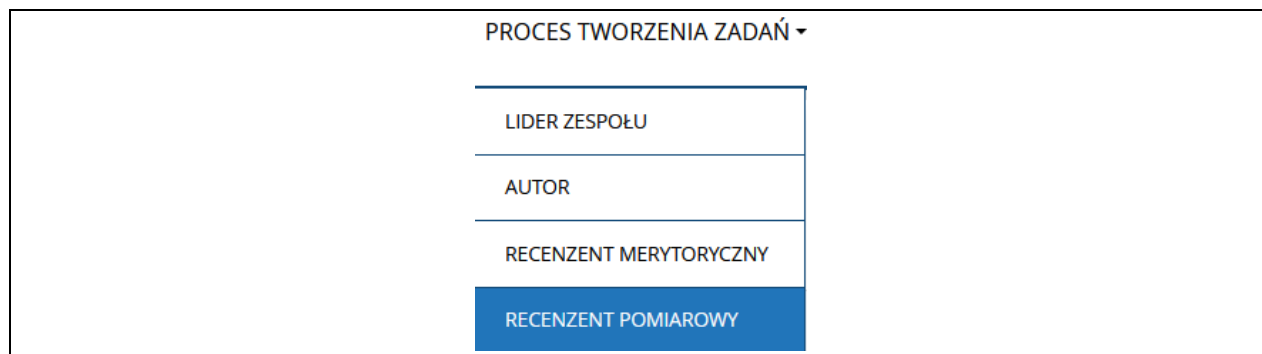 PROCES TWORZENIA ZADAŃ
LIDER ZESPOŁU
AUTOR
RECENZENT MERYTORYCZNY
RECENZENT POMIAROWY